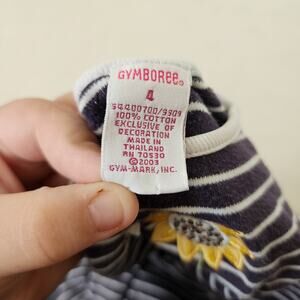 GYMBOREE®
4
54400700/9909
100% COTTON
EXCLUSIVE OF
DECORATION
MADE IN
THAILAND
RN 70530
©2003
GYM-MARK, INC.